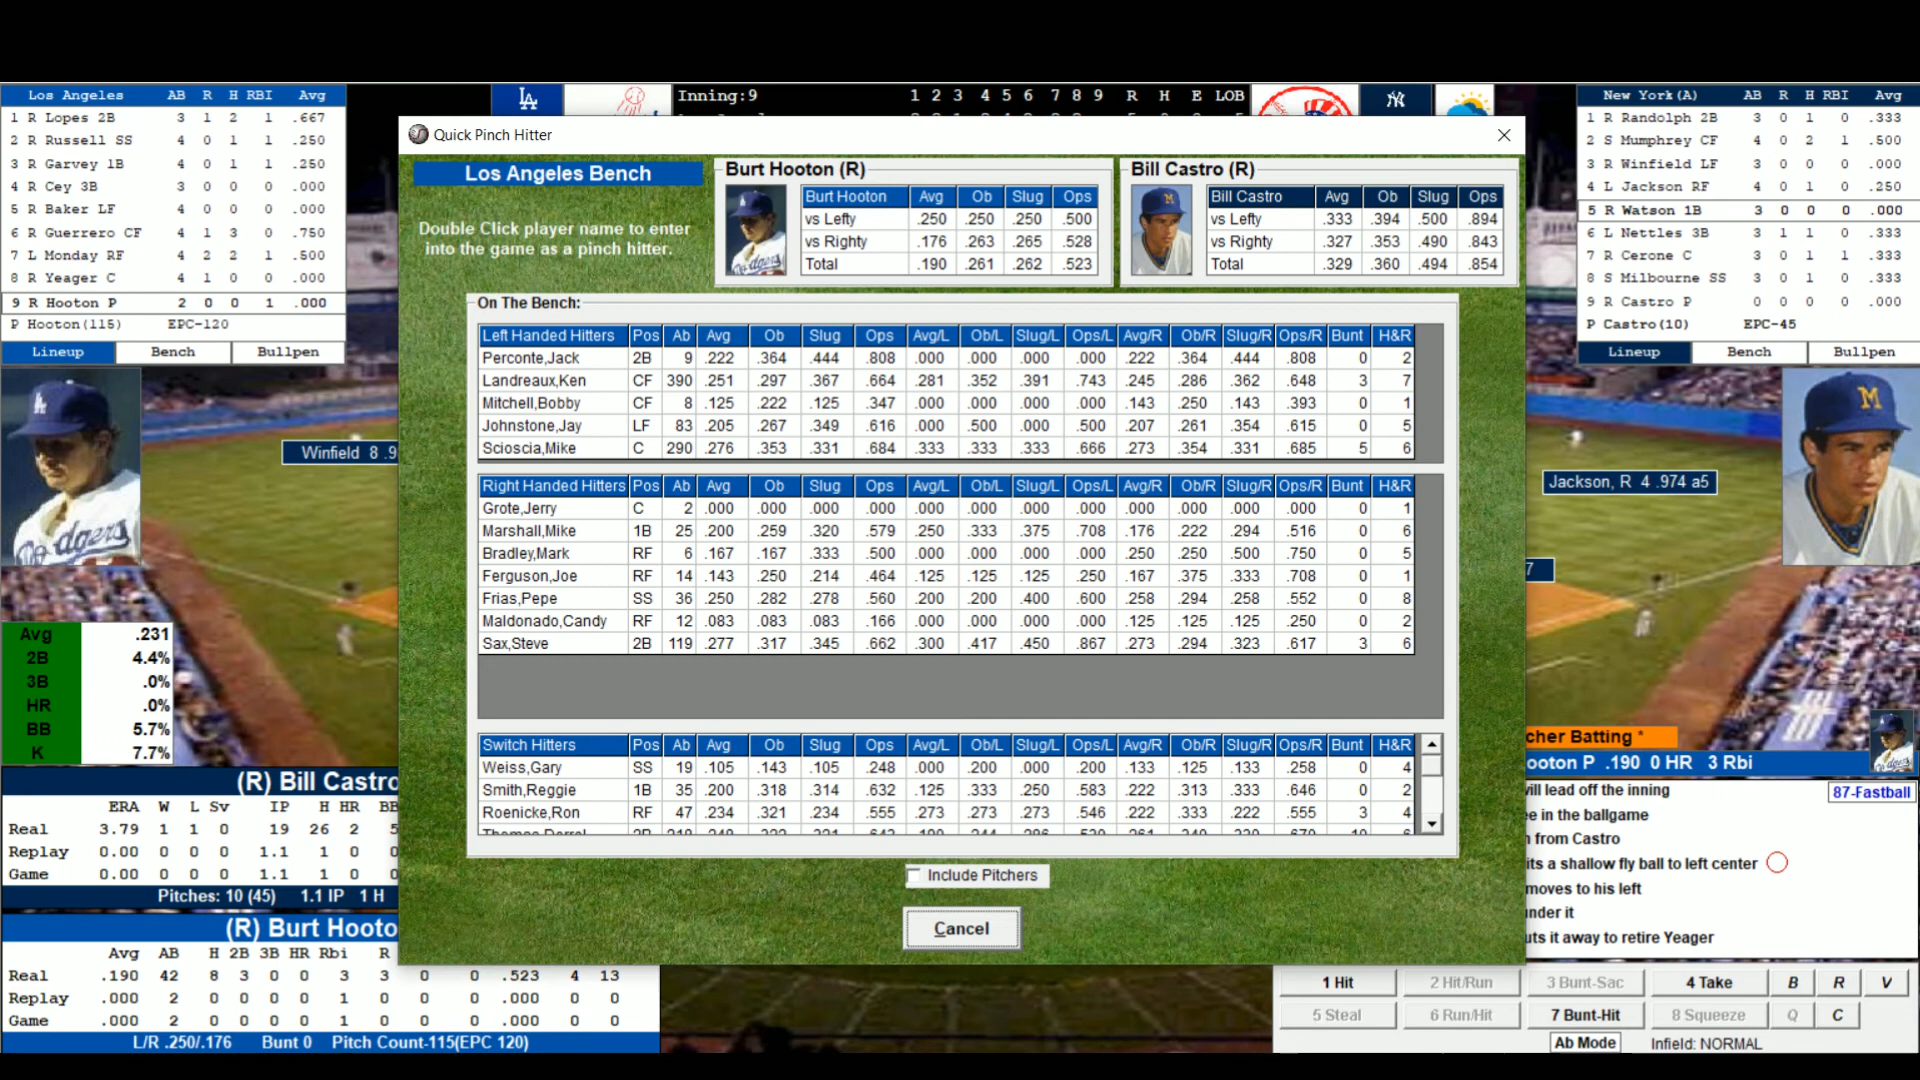 Los Angeles AB R H RBI Avg
1 R Lopes 2B 3 1 2 1 .667
2 R Russell SS 4 0 1 1 .250
3 R Garvey 1B 4 0 1 1 .250
4 R Cey 3B 3 0 0 0 .000
5 R Baker LF 4 0 0 0 .000
6 R Guerrero CF 4 1 3 0 .750
7 L Monday RF 4 2 2 1 .500
8 R Yeager C 4 1 0 0 .000
9 R Hooton P 2 0 0 1 .000
P Hooton(115) EPC-120
Lineup Bench Bullpen
LA
Inning:9 1 2 3 4 5 6 7 8 9 R H E LOB
New York(A) AB R H RBI Avg
1 R Randolph 2B 3 0 1 0 .333
2 S Mumphrey CF 4 0 2 1 .500
3 R Winfield LF 3 0 0 0 .000
4 L Jackson RF 4 0 1 0 .250
5 R Watson 1B 3 0 0 0 .000
6 L Nettles 3B 3 1 1 0 .333
7 R Cerone C 3 0 1 1 .333
8 S Milbourne SS 3 0 1 0 .333
9 R Castro P 0 0 0 0 .000
P Castro(10) EPC-45
Lineup Bench Bullpen
Quick Pinch Hitter
Los Angeles Bench
Double Click player name to enter
into the game as a pinch hitter.
Burt Hooton (R)
Burt Hooton Avg Ob Slug Ops
vs Lefty .250 .250 .250 .500
vs Righty .176 .263 .265 .528
Total .190 .261 .262 .523
Bill Castro (R)
Bill Castro Avg Ob Slug Ops
vs Lefty .333 .394 .500 .894
vs Righty .327 .353 .490 .843
Total .329 .360 .494 .854
On The Bench:
Left Handed Hitters Pos Ab Avg Ob Slug Ops Avg/L Ob/L Slug/L Ops/L Avg/R Ob/R Slug/R Ops/R Bunt H&R
Perconte,Jack 2B 9 .222 .364 .444 .808 .000 .000 .000 .000 .222 .364 .444 .808 0 2
Landreaux,Ken CF 390 .251 .297 .367 .664 .281 .352 .391 .743 .245 .286 .362 .648 3 7
Mitchell,Bobby CF 8 .125 .222 .125 .347 .000 .000 .000 .000 .143 .250 .143 .393 0 1
Johnstone,Jay LF 83 .205 .267 .349 .616 .000 .500 .000 .500 .207 .261 .354 .615 0 5
Scioscia,Mike C 290 .276 .353 .331 .684 .333 .333 .333 .666 .273 .354 .331 .685 5 6
Right Handed Hitters Pos Ab Avg Ob Slug Ops Avg/L Ob/L Slug/L Ops/L Avg/R Ob/R Slug/R Ops/R Bunt H&R
Grote,Jerry C 2 .000 .000 .000 .000 .000 .000 .000 .000 .000 .000 .000 .000 0 1
Marshall,Mike 1B 25 .200 .259 .320 .579 .250 .333 .375 .708 .176 .222 .294 .516 0 6
Bradley,Mark RF 6 .167 .167 .333 .500 .000 .000 .000 .000 .250 .250 .500 .750 0 5
Ferguson,Joe RF 14 .143 .250 .214 .464 .125 .125 .125 .250 .167 .375 .333 .708 0 1
Frias,Pepe SS 36 .250 .282 .278 .560 .200 .200 .400 .600 .258 .294 .258 .552 0 8
Maldonado,Candy RF 12 .083 .083 .083 .166 .000 .000 .000 .000 .125 .125 .125 .250 0 2
Sax,Steve 2B 119 .277 .317 .345 .662 .300 .417 .450 .867 .273 .294 .323 .617 3 6
Switch Hitters Pos Ab Avg Ob Slug Ops Avg/L Ob/L Slug/L Ops/L Avg/R Ob/R Slug/R Ops/R Bunt H&R
Weiss,Gary SS 19 .105 .143 .105 .248 .000 .200 .000 .200 .133 .125 .133 .258 0 4
Smith,Reggie 1B 35 .200 .318 .314 .632 .125 .333 .250 .583 .222 .313 .333 .646 0 2
Roenicke,Ron RF 47 .234 .321 .234 .555 .273 .273 .273 .546 .222 .333 .222 .555 3 4
Include Pitchers
Cancel
Winfield 8 .9
Jackson, R 4 .974 a5
7
Avg .231
2B 4.4%
3B .0%
HR .0%
BB 5.7%
K 7.7%
(R) Bill Castro
ERA W L Sv IP H HR BB
Real 3.79 1 1 0 19 26 2 5
Replay 0.00 0 0 0 1.1 1 0 0
Game 0.00 0 0 0 1.1 1 0 0
Pitches: 10 (45) 1.1 IP 1 H
(R) Burt Hooto
Avg AB H 2B 3B HR Rbi R
Real .190 42 8 3 0 0 3 3 0 0 .523 4 13
Replay .000 2 0 0 0 0 1 0 0 0 .000 0 0
Game .000 2 0 0 0 0 1 0 0 0 .000 0 0
L/R .250/.176 Bunt 0 Pitch Count-115(EPC 120)
cher Batting *
ooton P .190 0 HR 3 Rbi
will lead off the inning
87-Fastball
e in the ballgame
from Castro
its a shallow fly ball to left center
moves to his left
under it
uts it away to retire Yeager
1 Hit 2 Hit/Run 3 Bunt-Sac 4 Take B R V
5 Steal 6 Run/Hit 7 Bunt-Hit 8 Squeeze Q C
Ab Mode Infield: NORMAL